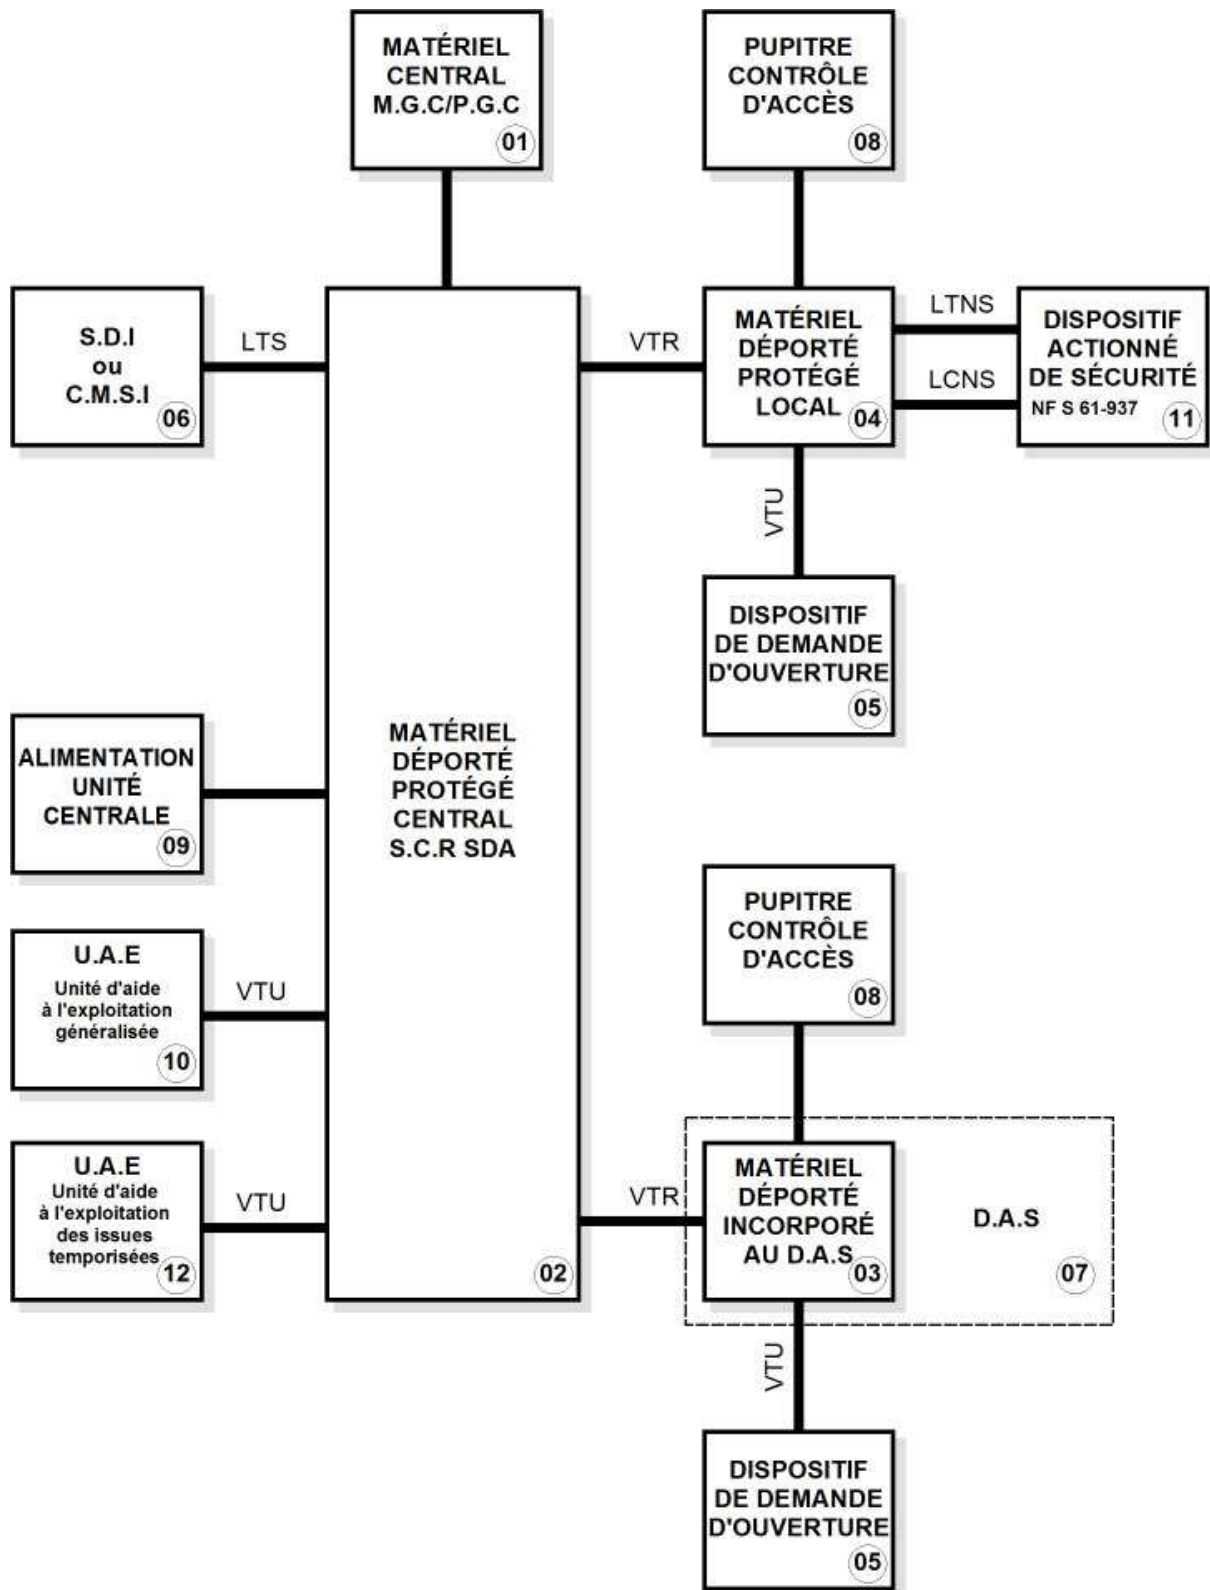 MATÉRIEL
CENTRAL
M.G.C/P.G.C
01
PUPITRE
CONTRÔLE
D'ACCÈS
08
S.D.I
ou
C.M.S.I
06
LTS
VTR
MATÉRIEL
DÉPORTÉ
PROTÉGÉ
LOCAL
04
LTNS
LCNS
DISPOSITIF
ACTIONNÉ
DE SÉCURITÉ
NF S 61-937
11
VTU
DISPOSITIF
DE DEMANDE
D'OUVERTURE
05
ALIMENTATION
UNITÉ
CENTRALE
09
MATÉRIEL
DÉPORTÉ
PROTÉGÉ
CENTRAL
S.C.R SDA
02
U.A.E
Unité d'aide
à l'exploitation
généralisée
10
VTU
PUPITRE
CONTRÔLE
D'ACCÈS
08
U.A.E
Unité d'aide
à l'exploitation
des issues
temporisées
12
VTU
VTR
MATÉRIEL
DÉPORTÉ
INCORPORÉ
AU D.A.S
03
D.A.S
07
VTU
DISPOSITIF
DE DEMANDE
D'OUVERTURE
05